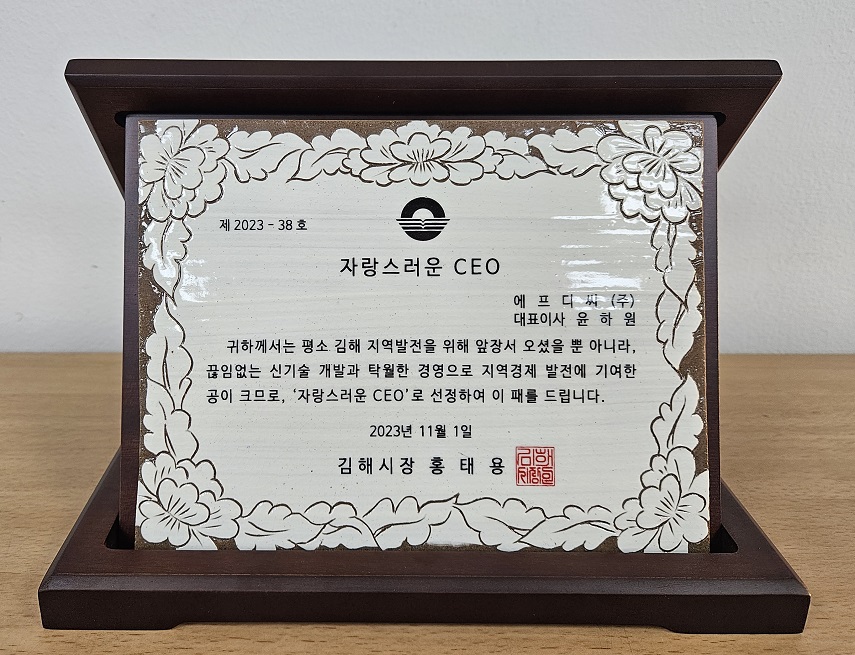 제 2023 - 38 호
자랑스러운 CEO
에 프 디 씨 (주)
대표이사 윤 하 원
귀하께서는 평소 김해 지역발전을 위해 앞장서 오셨을 뿐 아니라,
끊임없는 신기술 개발과 탁월한 경영으로 지역경제 발전에 기여한
공이 크므로, ‘자랑스러운 CEO’로 선정하여 이 패를 드립니다.
2023년 11월 1일
김해시장 홍 태 용